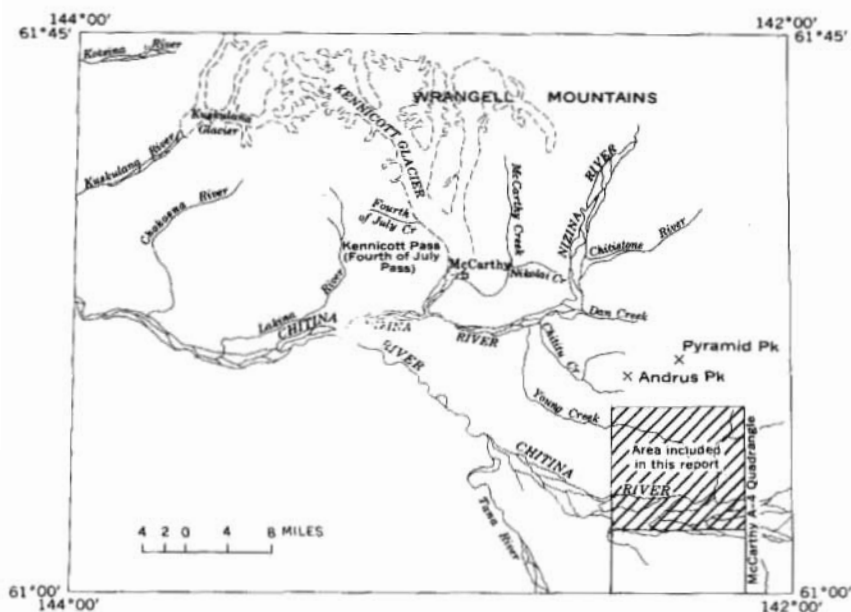 144°00'
142°00'
61°45'
61°45'
Kotsina River
WRANGELL MOUNTAINS
Kuskulana Glacier
KENNICOTT GLACIER
Kuskulana River
McCarthy Creek
NIZINA RIVER
Chokosna River
Fourth
of July Cr
Chitistone River
Kennicott Pass
(Fourth of July
Pass)
McCarthy
Nikolai Cr
Lakina River
CHITINA
RIVER
Dan Creek
RIVER
Chititu Cr
Pyramid Pk
Andrus Pk
Young Creek
CHITINA
RIVER
Area included
in this report
McCarthy A-4 Quadrangle
Tana River
4 2 0 4 8 MILES
61°00'
61°00'
144°00'
142°00'